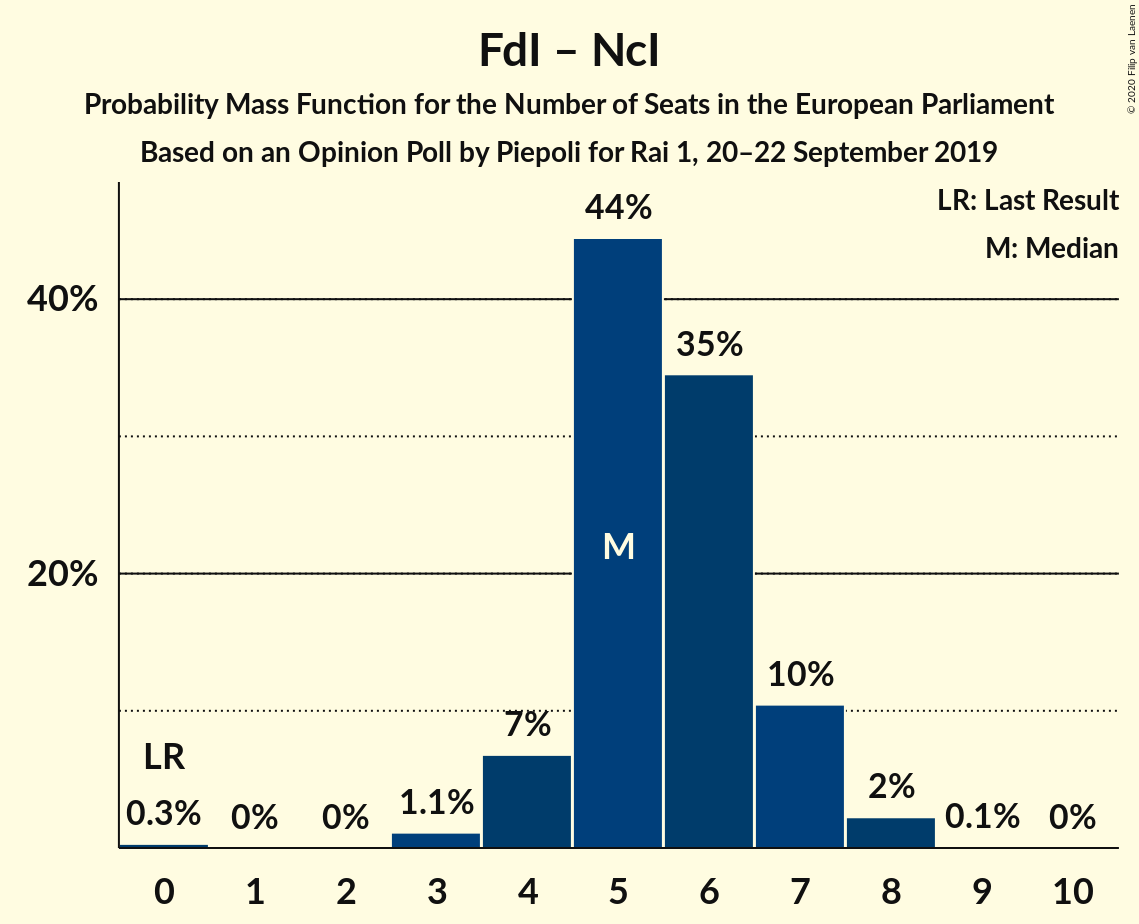 FdI – NcI
Probability Mass Function for the Number of Seats in the European Parliament
Based on an Opinion Poll by Piepoli for Rai 1, 20–22 September 2019
© 2020 Filip van Laenen
LR: Last Result
M: Median
44%
40%
35%
M
20%
10%
7%
LR
2%
1.1%
0.3% 0% 0% 0.1% 0%
0 1 2 3 4 5 6 7 8 9 10